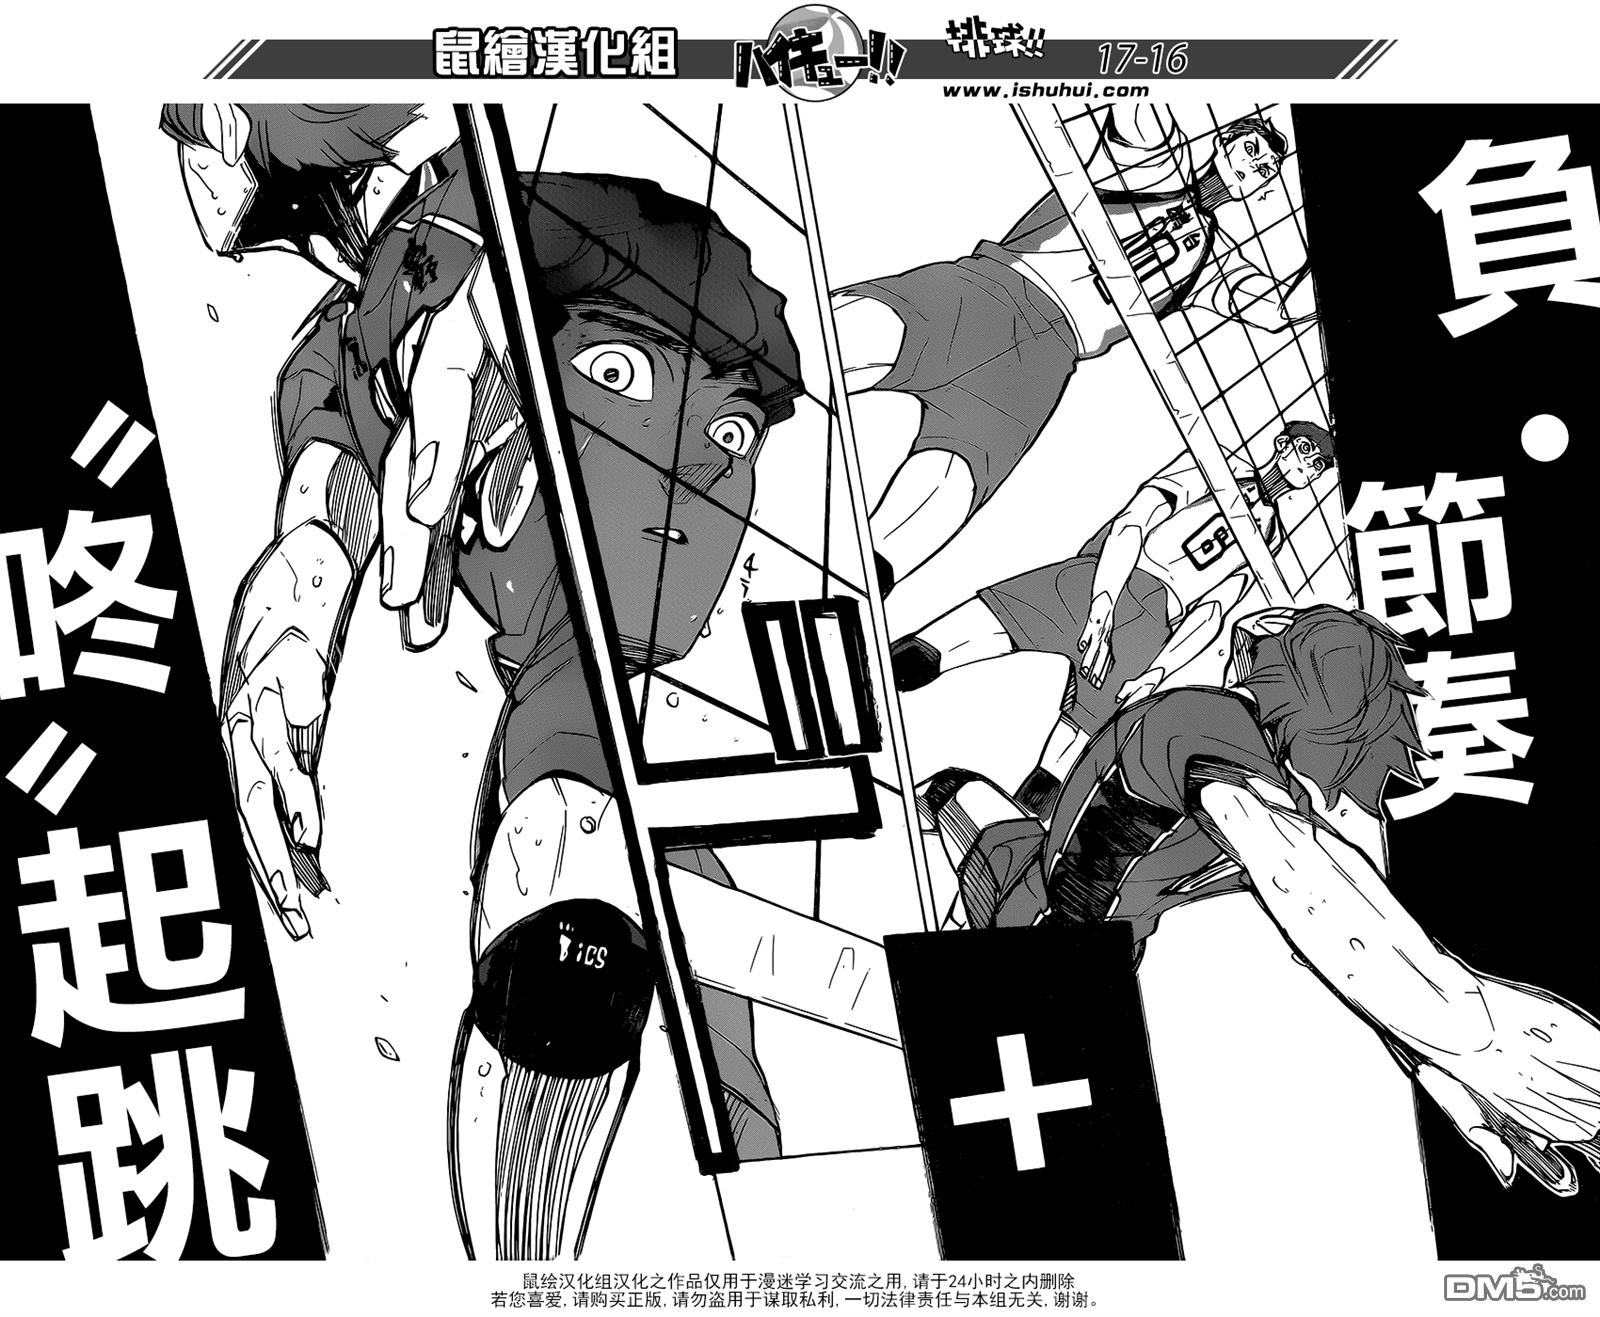 鼠繪漢化組
ハイキュー!!
排球!!
17-16
www.ishuhui.com
負・節奏
+
"咚"起跳
ド
BiCS
鼠绘汉化组汉化之作品仅用于漫迷学习交流之用,请于24小时之内删除
若您喜爱,请购买正版,请勿盗用于谋取私利,一切法律责任与本组无关,谢谢。
DM5.com